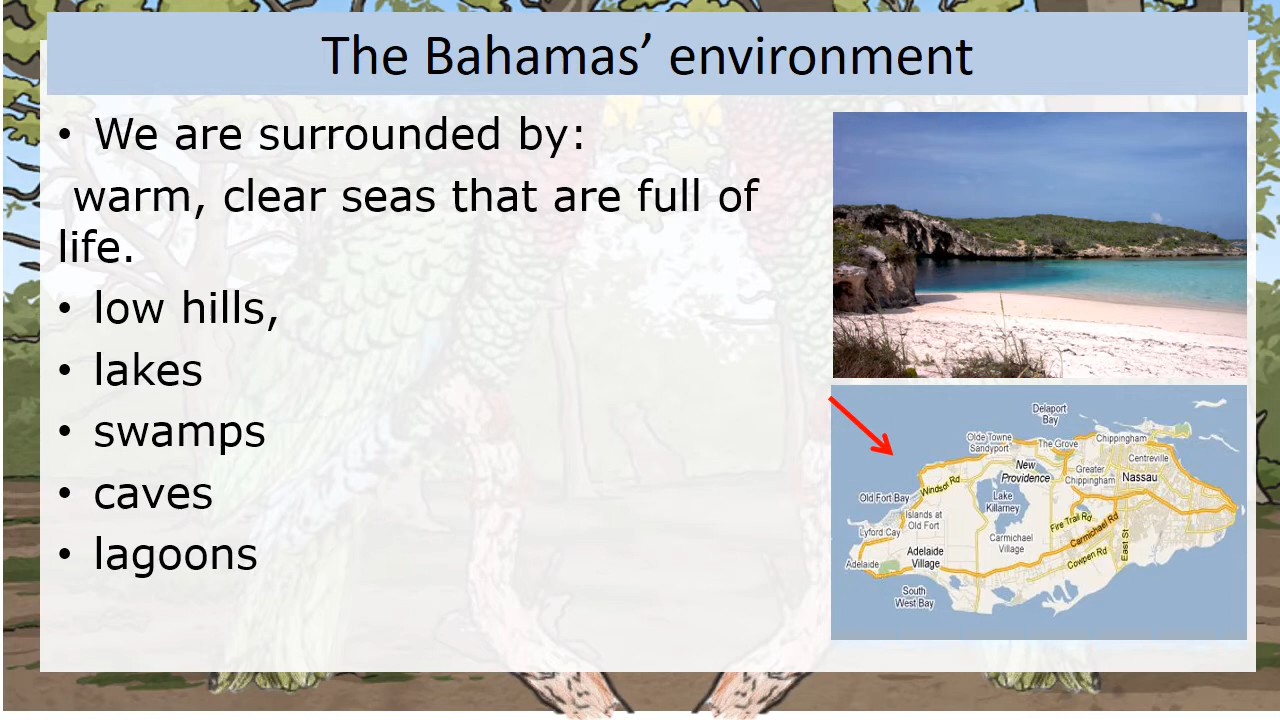 The Bahamas’ environment
• We are surrounded by:
warm, clear seas that are full of
life.
• low hills,
• lakes
• swamps
• caves
• lagoons
Delaport
Bay
Olde Towne
Sandyport
The Grove
Chippingham
New
Providence
Greater
Chippingham
Centreville
Nassau
Windsor Rd
Old Fort Bay
Lake
Killarney
Islands at
Old Fort
Fire Trail Rd
Carmichael Rd
Lyford Cay
Carmichael
Village
East St
Adelaide
Adelaide
Village
Cowpen Rd
South
West Bay